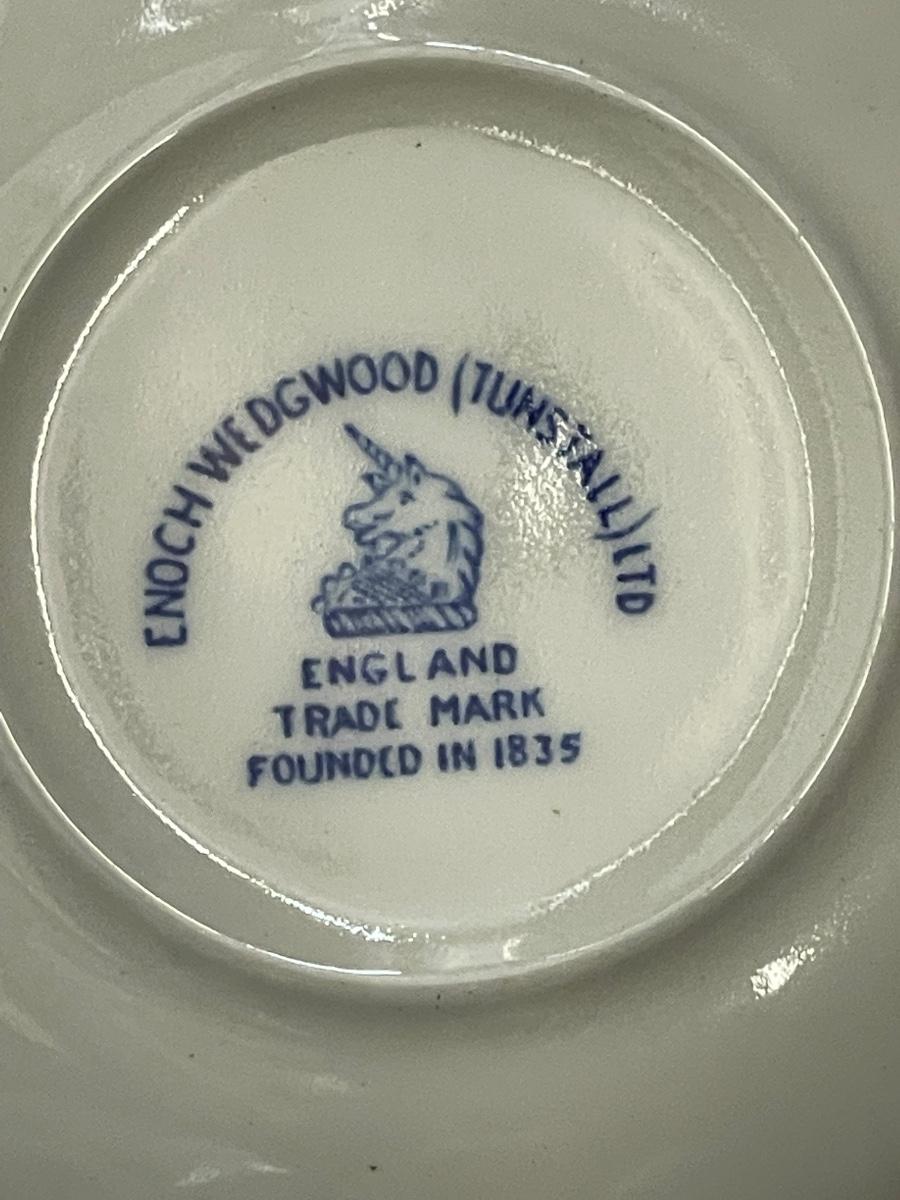 ENOCH WEDGWOOD (TUNSTALL) LTD
ENGLAND
TRADE MARK
FOUNDED IN 1835